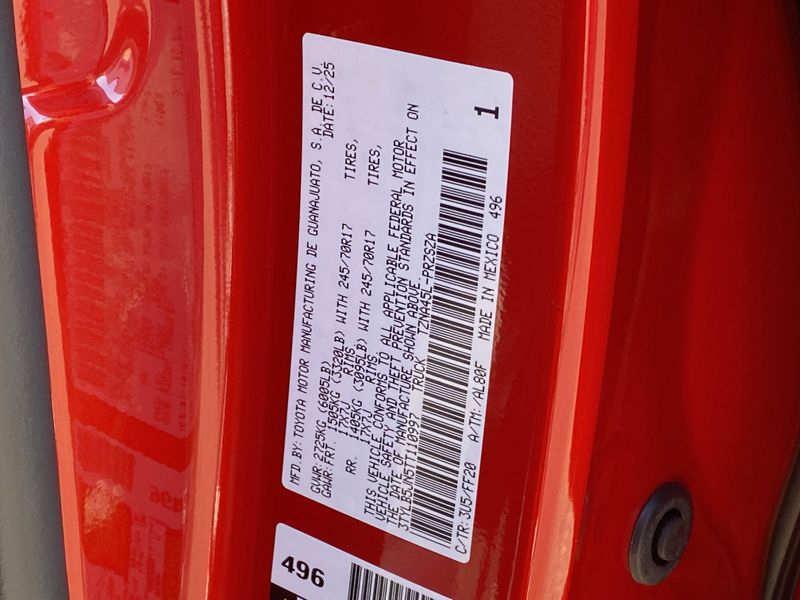 MFD.BY: TOYOTA MOTOR MANUFACTURING DE GUANAJUATO, S.A. DE C.V.
DATE: 12/25
GVWR: 2725KG (6005LB)
GAWR: FRT. 1505KG (3320LB) WITH 245/70R17 TIRES,
17X7J RIMS,
RR. 1405KG (3095LB) WITH 245/70R17 TIRES,
17X7J RIMS
THIS VEHICLE CONFORMS TO ALL APPLICABLE FEDERAL MOTOR
VEHICLE SAFETY AND THEFT PREVENTION STANDARDS IN EFFECT ON
THE DATE OF MANUFACTURE SHOWN ABOVE.
3TYLB5JN5TT110997 TRUCK TZNA45L-PRZSZA
C/TR: 3U5/FF20 A/TM: /AL80F MADE IN MEXICO 496
1
496